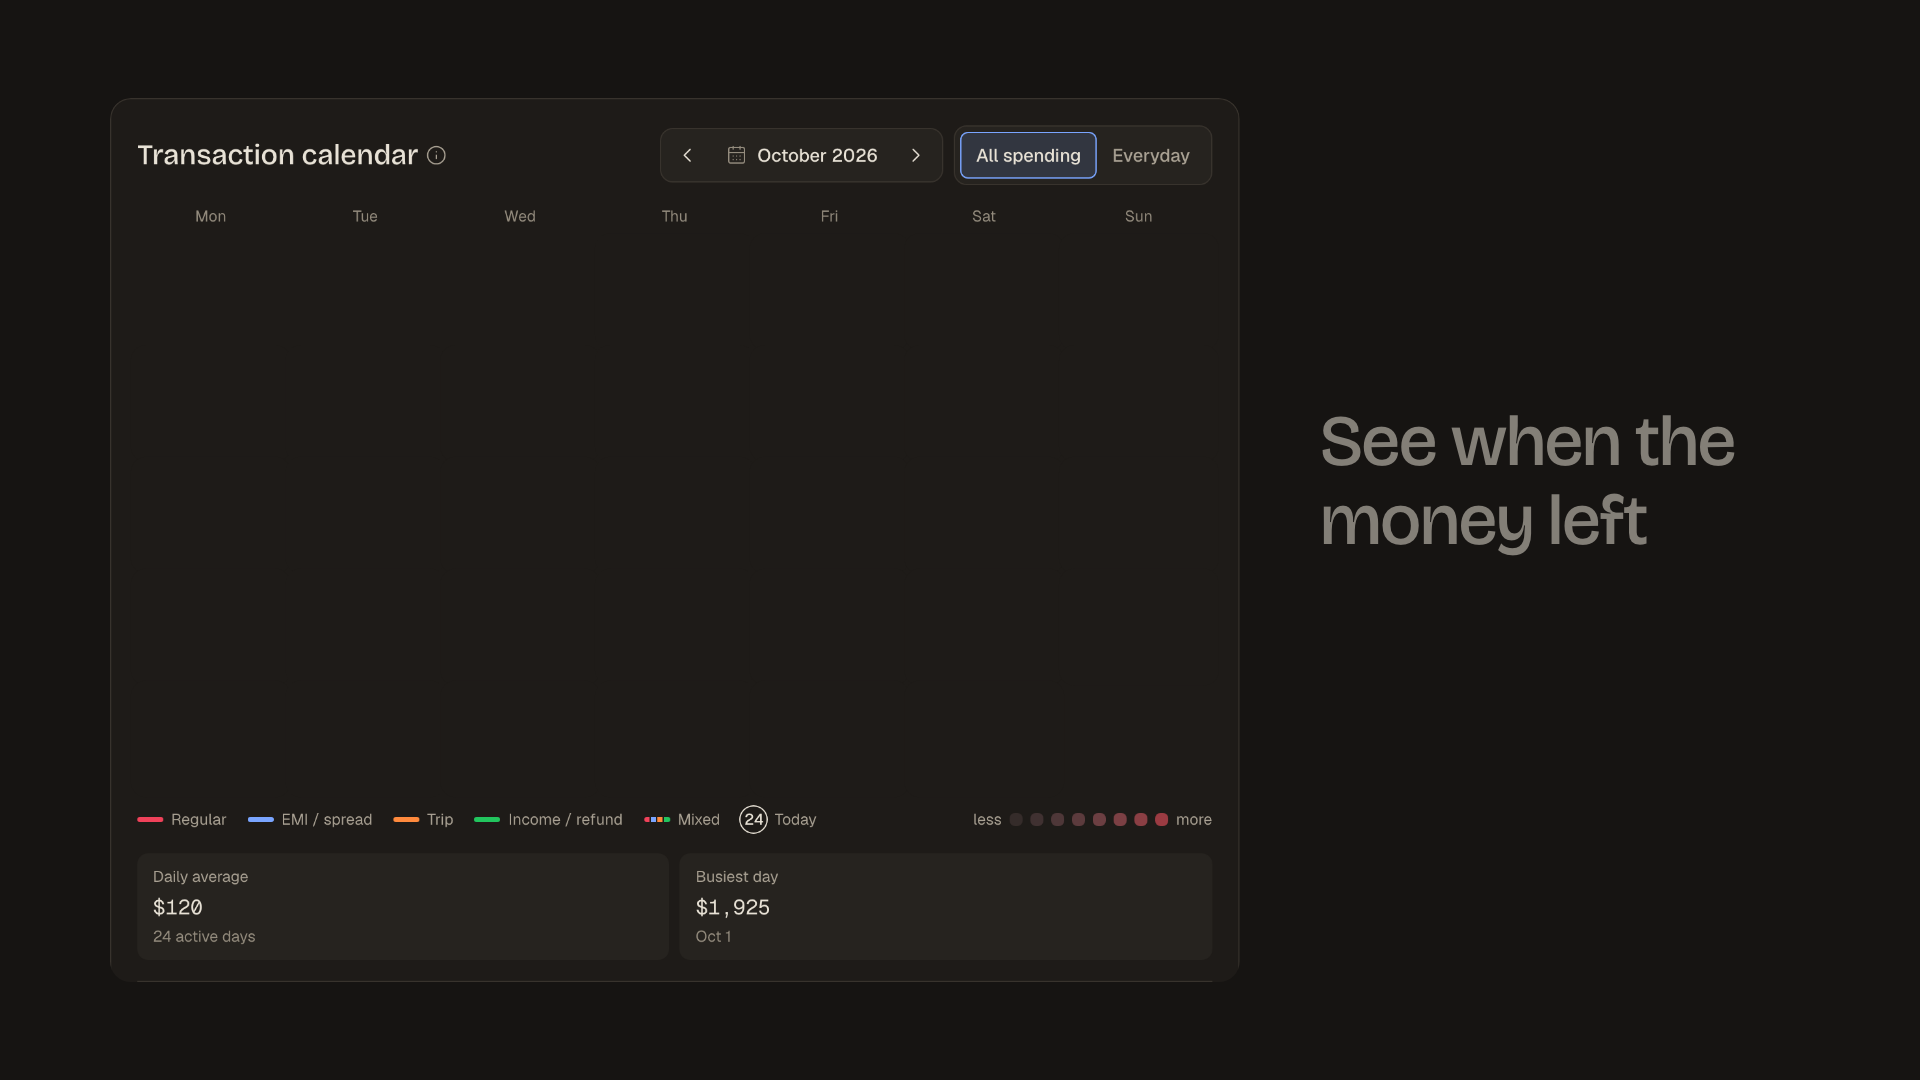 Transaction calendar
October 2026
All spending
Everyday
Mon Tue Wed Thu Fri Sat Sun
See when the
money left
Regular EMI / spread Trip Income / refund Mixed 24 Today less more
Daily average
$120
24 active days
Busiest day
$1,925
Oct 1